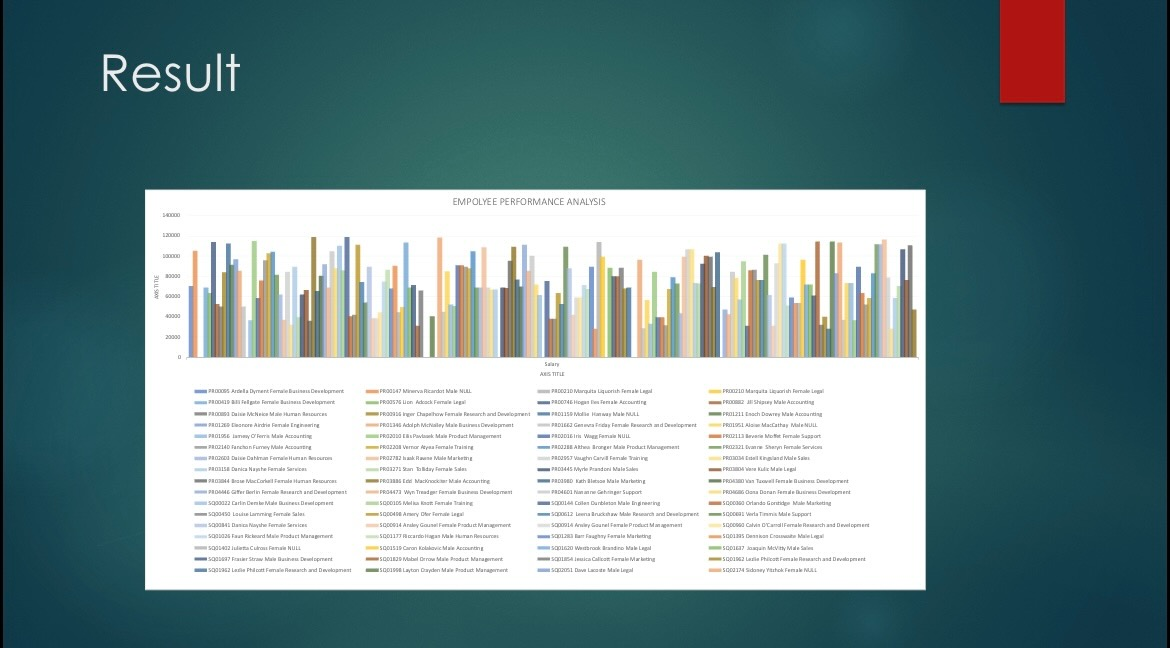 Result
EMPOLYEE PERFORMANCE ANALYSIS
140000
120000
100000
80000
60000
40000
20000
0
AXIS TITLE
Salary
AXIS TITLE
PR00095 Ardella Dyment Female Business Development PR00147 Minerva Ricardot Male NULL PR00210 Marquita Liquorish Female Legal PR00210 Marquita Liquorish Female Legal
PR00419 Billi Fellgate Female Business Development PR00576 Lion Adcock Female Legal PR00746 Hogan Iles Female Accounting PR00882 Jill Shipsey Male Accounting
PR00893 Daisie McNeice Male Human Resources PR00916 Inger Chapelhow Female Research and Development PR01159 Mollie Hanway Male NULL PR01211 Enoch Dowrey Male Accounting
PR01269 Eleonore Airdrie Female Engineering PR01346 Adolph McNalley Male Business Development PR01662 Genevra Friday Female Research and Development PR01951 Aloise MacCathay Male NULL
PR01956 Jamesy O'Ferris Male Accounting PR02010 Ellis Pavlasek Male Product Management PR02016 Iris Wagg Female NULL PR02113 Beverie Moffet Female Support
PR02140 Fanchon Furney Male Accounting PR02208 Vernor Atyea Female Training PR02288 Althea Bronger Male Product Management PR02321 Evanne Sheryn Female Services
PR02603 Daisie Dahlman Female Human Resources PR02782 Isaak Rawne Male Marketing PR02957 Vaughn Carvill Female Training PR03034 Estell Kingsland Male Sales
PR03158 Danica Nayshe Female Services PR03271 Stan Tolliday Female Sales PR03445 Myrle Prandoni Male Sales PR03804 Vere Kulic Male Legal
PR03844 Brose MacCorkell Female Human Resources PR03886 Edd MacKnockiter Male Accounting PR03980 Kath Bletsoe Male Marketing PR04380 Van Tuxwell Female Business Development
PR04446 Giffer Berlin Female Research and Development PR04473 Wyn Treadger Female Business Development PR04601 Nananne Gehringer Support PR04686 Oona Donan Female Business Development
SQ00022 Carlin Demke Male Business Development SQ00105 Melisa Knott Female Training SQ00144 Collen Dunbleton Male Engineering SQ00360 Orlando Gorstidge Male Marketing
SQ00450 Louise Lamming Female Sales SQ00498 Amery Ofer Female Legal SQ00612 Leena Bruckshaw Male Research and Development SQ00691 Verla Timmis Male Support
SQ00841 Danica Nayshe Female Services SQ00914 Ansley Gounel Female Product Management SQ00914 Ansley Gounel Female Product Management SQ00960 Calvin O'Carroll Female Research and Development
SQ01026 Faun Rickeard Male Product Management SQ01177 Riccardo Hagan Male Human Resources SQ01283 Barr Faughny Female Marketing SQ01395 Dennison Crosswaite Male Legal
SQ01402 Julietta Culross Female NULL SQ01519 Caron Kolakovic Male Accounting SQ01620 Westbrook Brandino Male Legal SQ01637 Joaquin McVitty Male Sales
SQ01697 Fraser Straw Male Business Development SQ01829 Mabel Orrow Male Product Management SQ01854 Jessica Callcott Female Marketing SQ01962 Lezlie Philcott Female Research and Development
SQ01962 Lezlie Philcott Female Research and Development SQ01998 Layton Crayden Male Product Management SQ02051 Dave Lacoste Male Legal SQ02174 Sidoney Yitzhok Female NULL